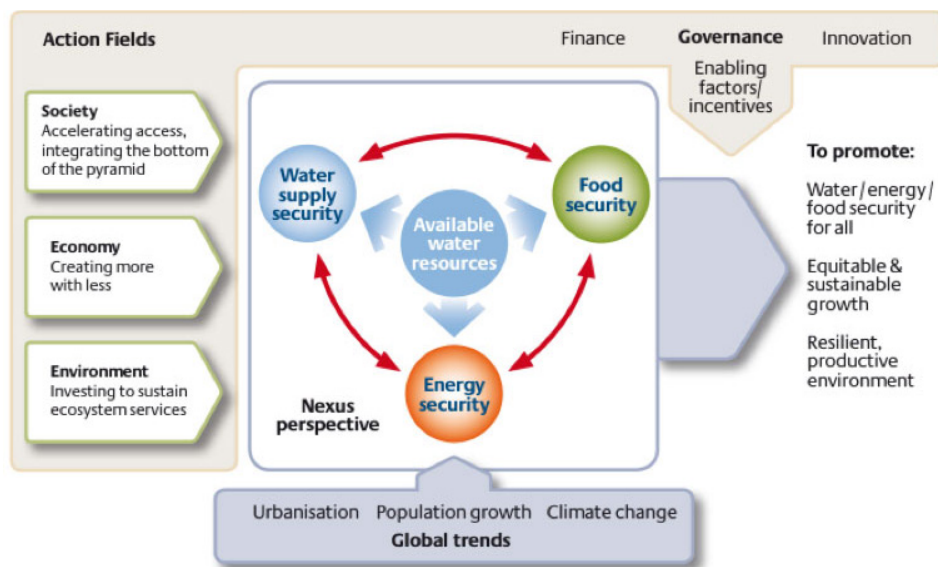 Action Fields
Finance
Governance
Innovation
Enabling
factors/
incentives
Society
Accelerating access,
integrating the bottom
of the pyramid
Economy
Creating more
with less
Environment
Investing to sustain
ecosystem services
Water
supply
security
Food
security
Available
water
resources
Energy
security
Nexus
perspective
To promote:
Water/energy/
food security
for all
Equitable &
sustainable
growth
Resilient,
productive
environment
Urbanisation
Population growth
Climate change
Global trends